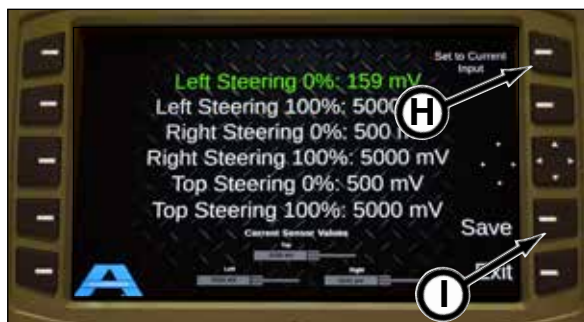 Set to Current
Input
Left Steering 0%: 159 mV
Left Steering 100%: 5000
H
Right Steering 0%: 500 m
Right Steering 100%: 5000 mV
Top Steering 0%: 500 mV
Top Steering 100%: 5000 mV
Save
Current Sensor Values
Top
Left
Right
Exit
I